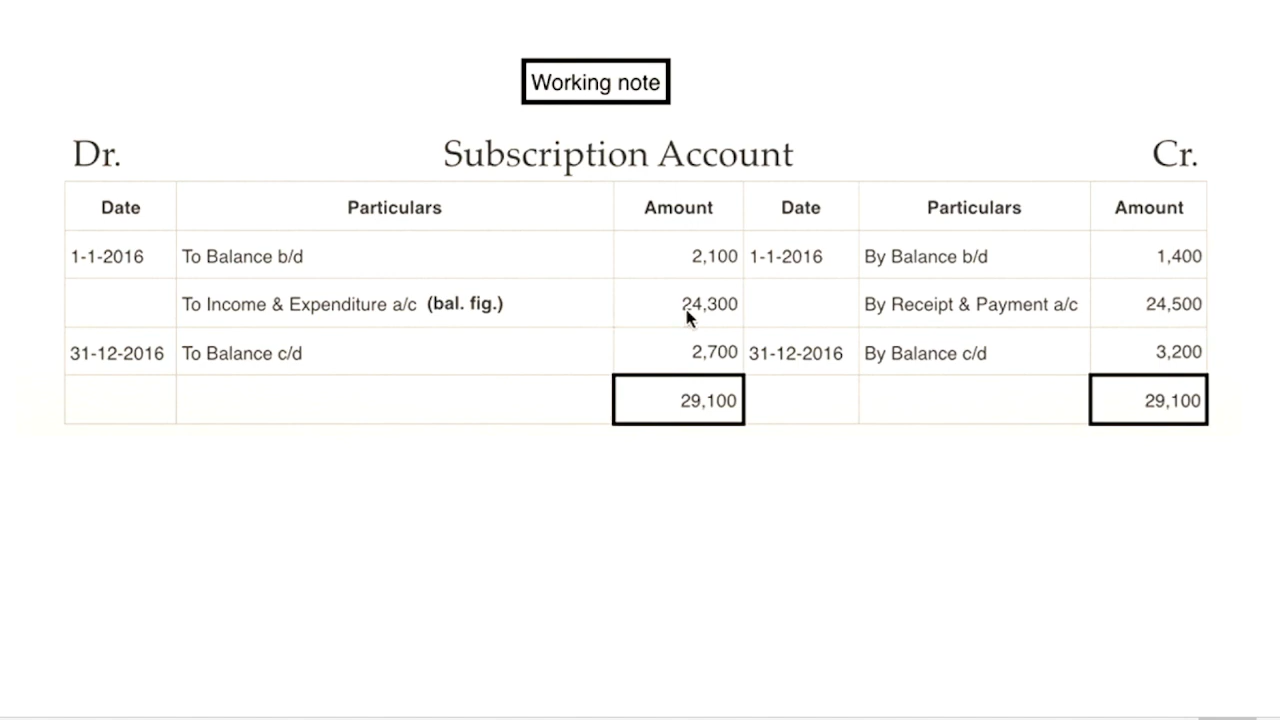 Working note
Dr. Subscription Account Cr.
Date Particulars Amount Date Particulars Amount
1-1-2016 To Balance b/d 2,100 1-1-2016 By Balance b/d 1,400
To Income & Expenditure a/c (bal. fig.) 24,300 By Receipt & Payment a/c 24,500
31-12-2016 To Balance c/d 2,700 31-12-2016 By Balance c/d 3,200
29,100 29,100